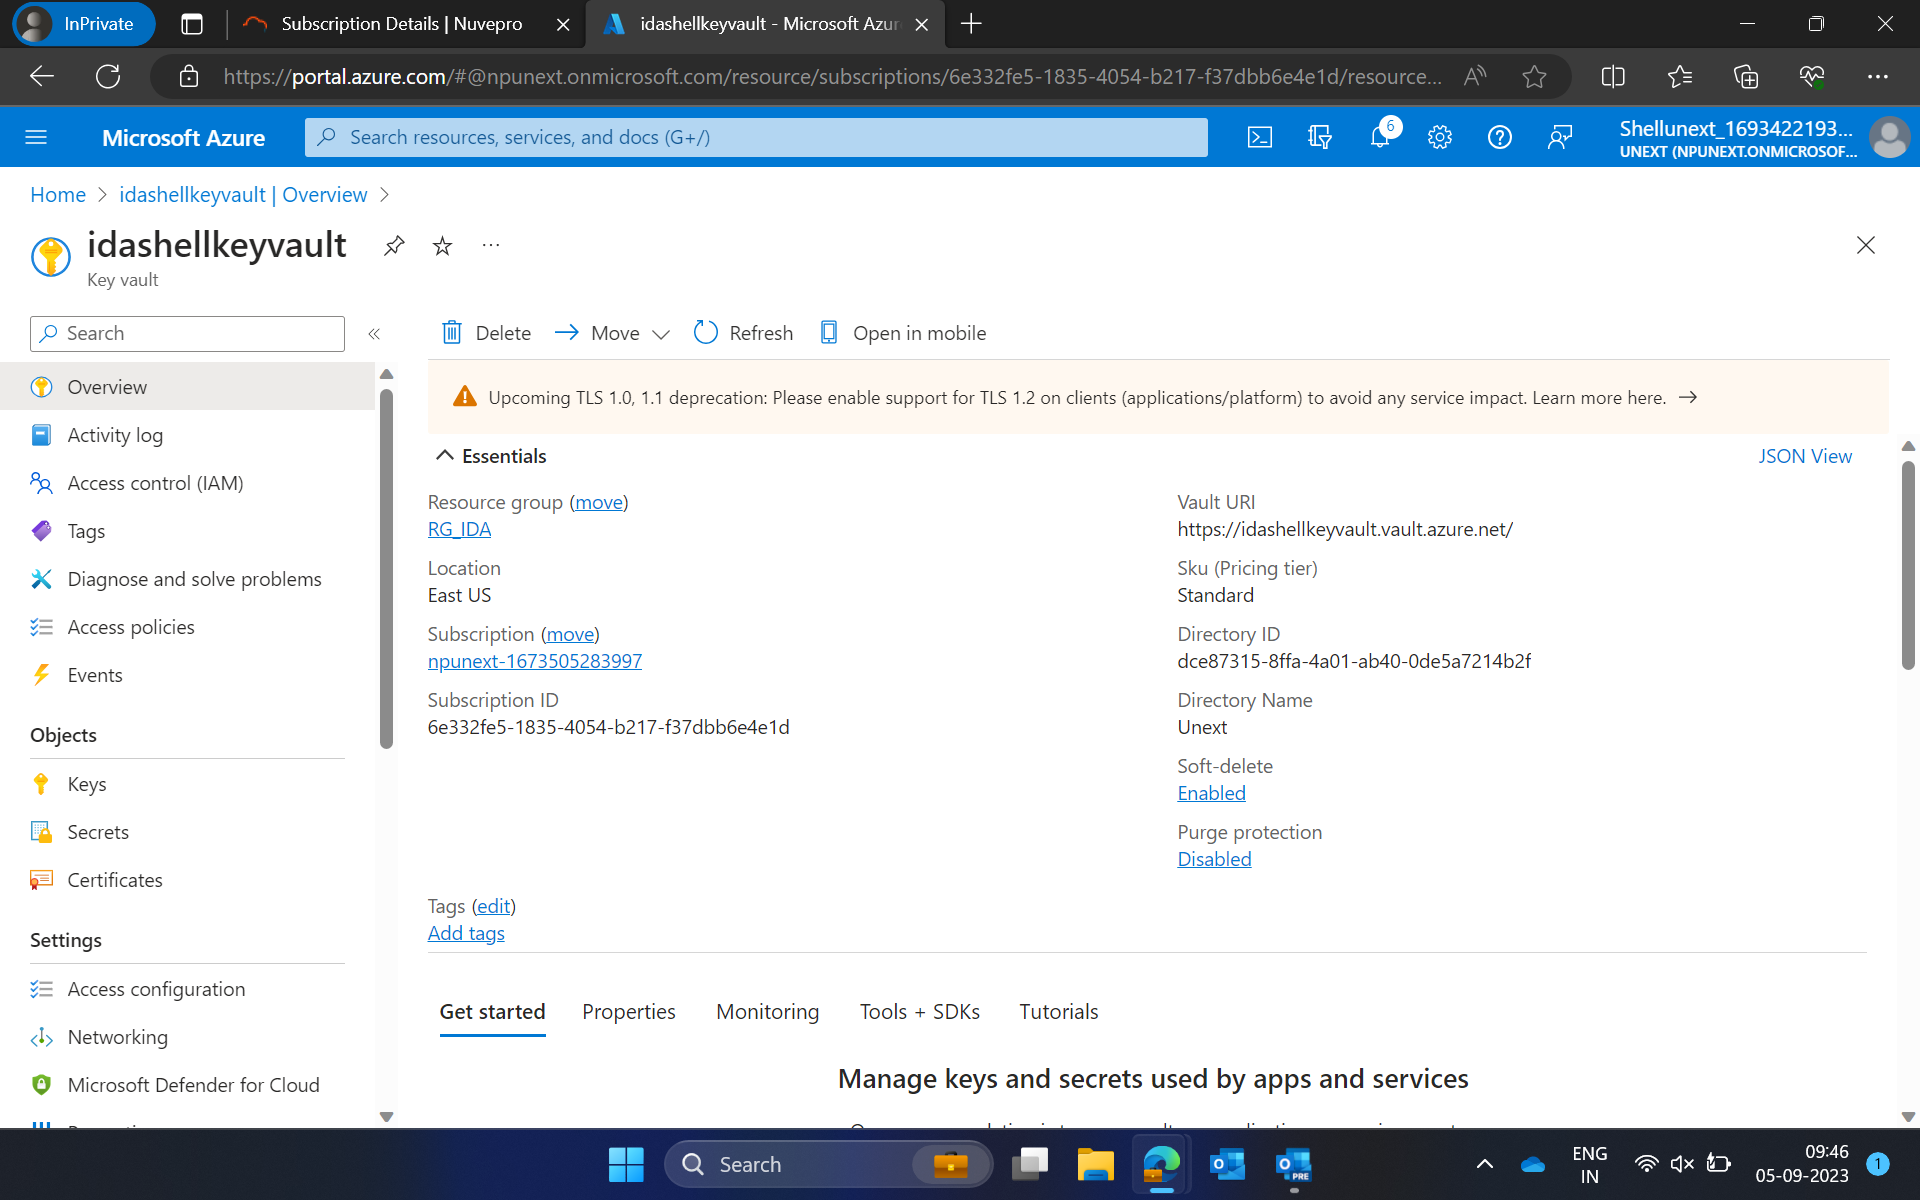 InPrivate
Subscription Details | Nuvepro
idashellkeyvault - Microsoft Azur
https://portal.azure.com/#@npunext.onmicrosoft.com/resource/subscriptions/6e332fe5-1835-4054-b217-f37dbb6e4e1d/resource...
Microsoft Azure
Search resources, services, and docs (G+/)
6
Shellunext_1693422193...
UNEXT (NPUNEXT.ONMICROSOF...
Home > idashellkeyvault | Overview >
idashellkeyvault
Key vault
Search
Delete
Move
Refresh
Open in mobile
Overview
Activity log
Access control (IAM)
Tags
Diagnose and solve problems
Access policies
Events
Objects
Keys
Secrets
Certificates
Settings
Access configuration
Networking
Microsoft Defender for Cloud
Upcoming TLS 1.0, 1.1 deprecation: Please enable support for TLS 1.2 on clients (applications/platform) to avoid any service impact. Learn more here. →
Essentials
JSON View
Resource group (move)
RG_IDA
Location
East US
Subscription (move)
npunext-1673505283997
Subscription ID
6e332fe5-1835-4054-b217-f37dbb6e4e1d
Vault URI
https://idashellkeyvault.vault.azure.net/
Sku (Pricing tier)
Standard
Directory ID
dce87315-8ffa-4a01-ab40-0de5a7214b2f
Directory Name
Unext
Soft-delete
Enabled
Purge protection
Disabled
Tags (edit)
Add tags
Get started
Properties
Monitoring
Tools + SDKs
Tutorials
Manage keys and secrets used by apps and services
Search
PRE
ENG
IN
09:46
05-09-2023
1